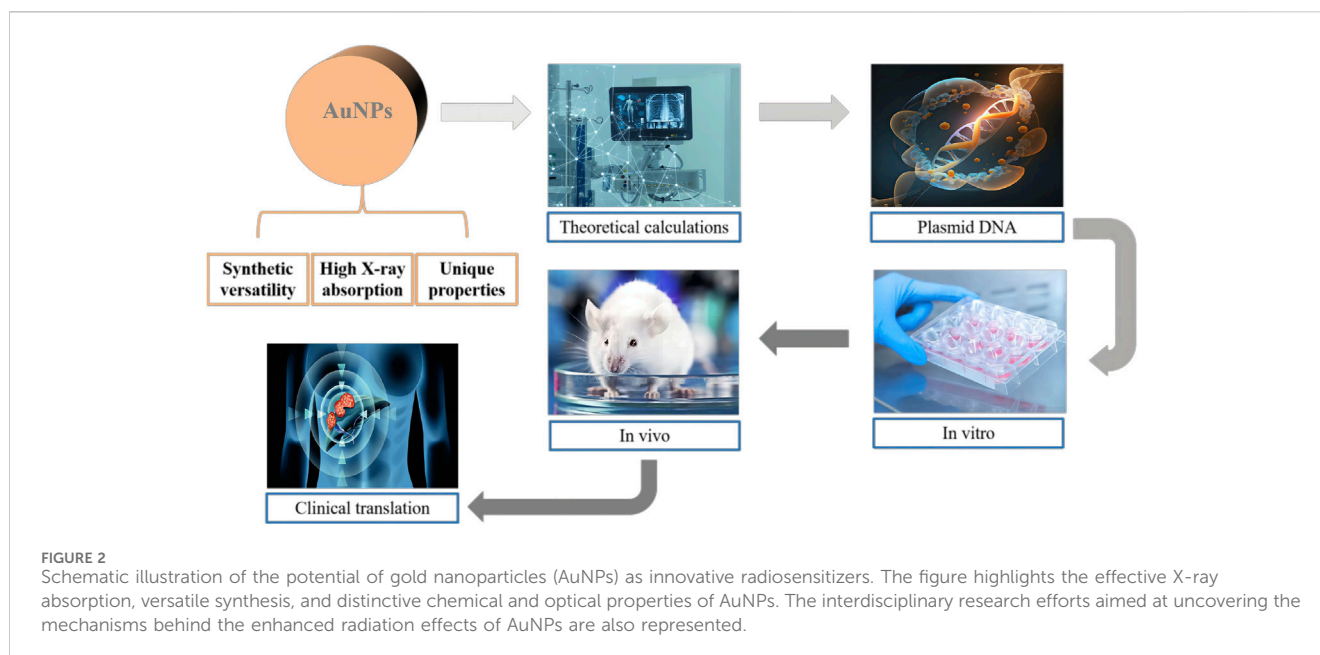 AuNPs
Synthetic
versatility
High X-ray
absorption
Unique
properties
Theoretical calculations
Plasmid DNA
In vitro
In vivo
Clinical translation
FIGURE 2
Schematic illustration of the potential of gold nanoparticles (AuNPs) as innovative radiosensitizers. The figure highlights the effective X-ray
absorption, versatile synthesis, and distinctive chemical and optical properties of AuNPs. The interdisciplinary research efforts aimed at uncovering the
mechanisms behind the enhanced radiation effects of AuNPs are also represented.